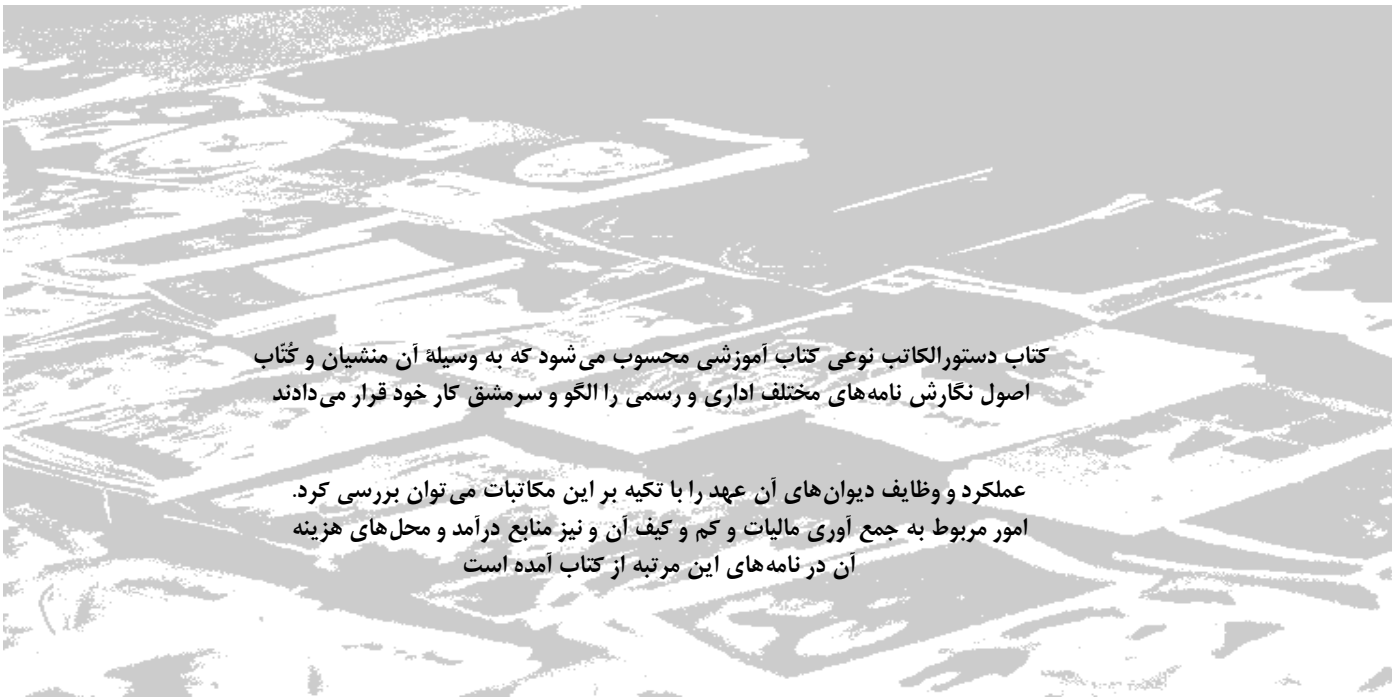 کتاب دستورالکاتب نوعی کتاب آموزشی محسوب می‌شود که به وسیلهٔ آن منشیان و کُتّاب
اصول نگارش نامه‌های مختلف اداری و رسمی را الگو و سرمشق کار خود قرار می‌دادند
عملکرد و وظایف دیوان‌های آن عهد را با تکیه بر این مکاتبات می‌توان بررسی کرد.
امور مربوط به جمع آوری مالیات و کم و کیف آن و نیز منابع درآمد و محل‌های هزینه
آن در نامه‌های این مرتبه از کتاب آمده است